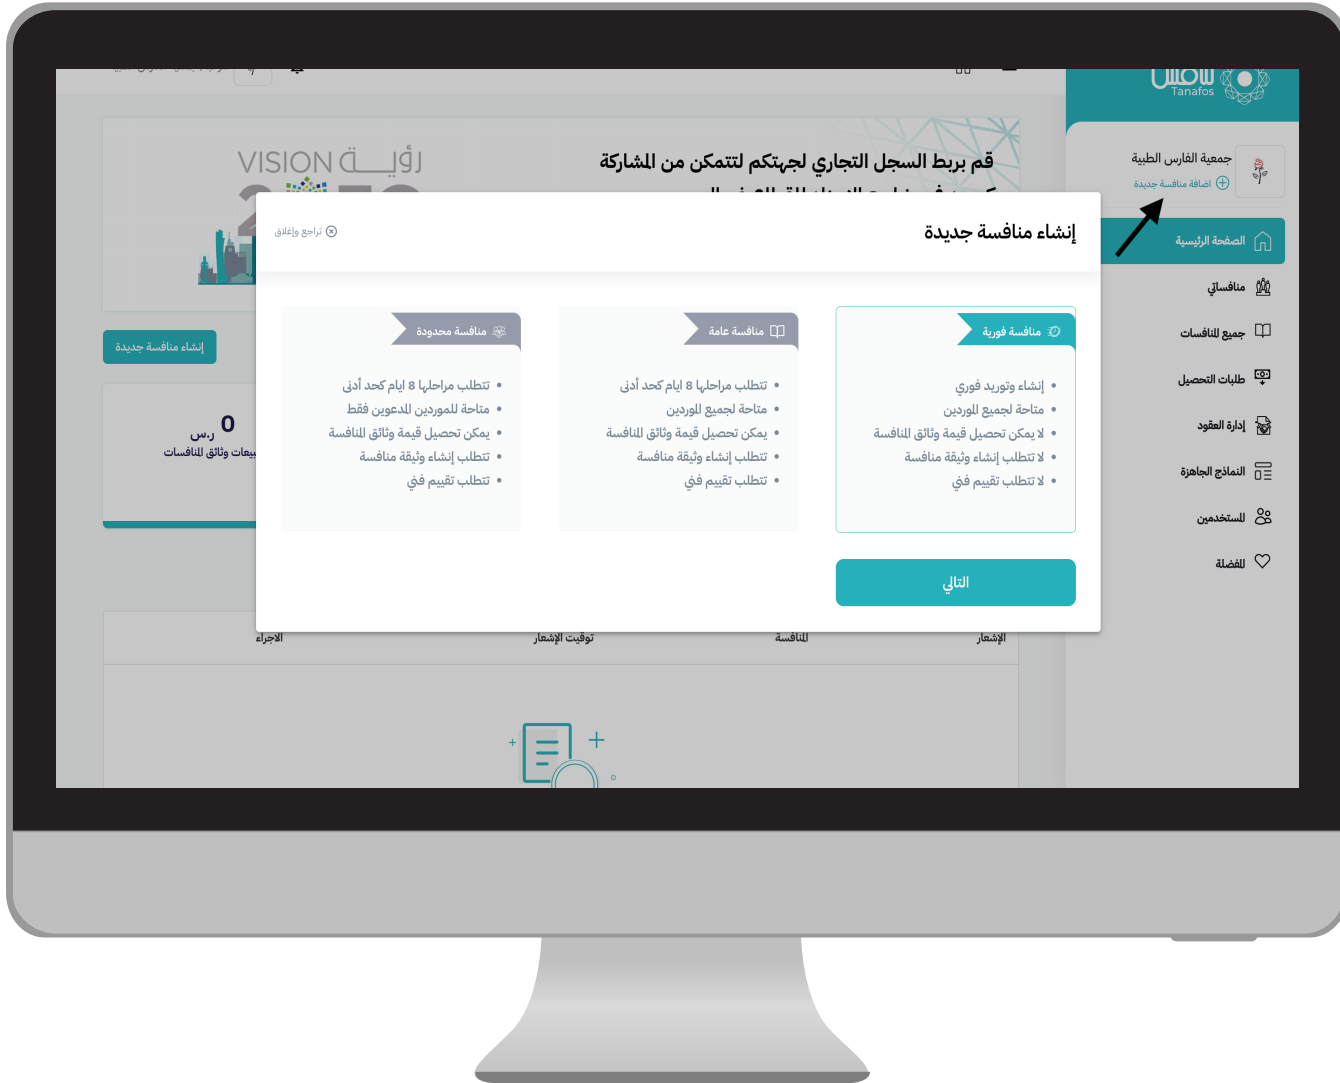 تنافس
Tanafos
جمعية الفارس الطبية
اضافة منافسة جديدة
الصفحة الرئيسية
منافساتي
جميع المنافسات
طلبات التحصيل
إدارة العقود
النماذج الجاهزة
المستخدمين
المفضلة
رؤيـــة VISION
قم بربط السجل التجاري لجهتكم لتتمكن من المشاركة
إنشاء منافسة جديدة
0 ر.س
مبيعات وثائق المنافسات
إنشاء منافسة جديدة
تراجع وإغلاق
منافسة فورية
إنشاء وتوريد فوري
متاحة لجميع الموردين
لا يمكن تحصيل قيمة وثائق المنافسة
لا تتطلب إنشاء وثيقة منافسة
لا تتطلب تقييم فني
منافسة عامة
تتطلب مراحلها 8 ايام كحد أدنى
متاحة لجميع الموردين
يمكن تحصيل قيمة وثائق المنافسة
تتطلب إنشاء وثيقة منافسة
تتطلب تقييم فني
منافسة محدودة
تتطلب مراحلها 8 ايام كحد أدنى
متاحة للموردين المدعوين فقط
يمكن تحصيل قيمة وثائق المنافسة
تتطلب إنشاء وثيقة منافسة
تتطلب تقييم فني
التالي
الإشعار
المنافسة
توقيت الإشعار
الاجراء